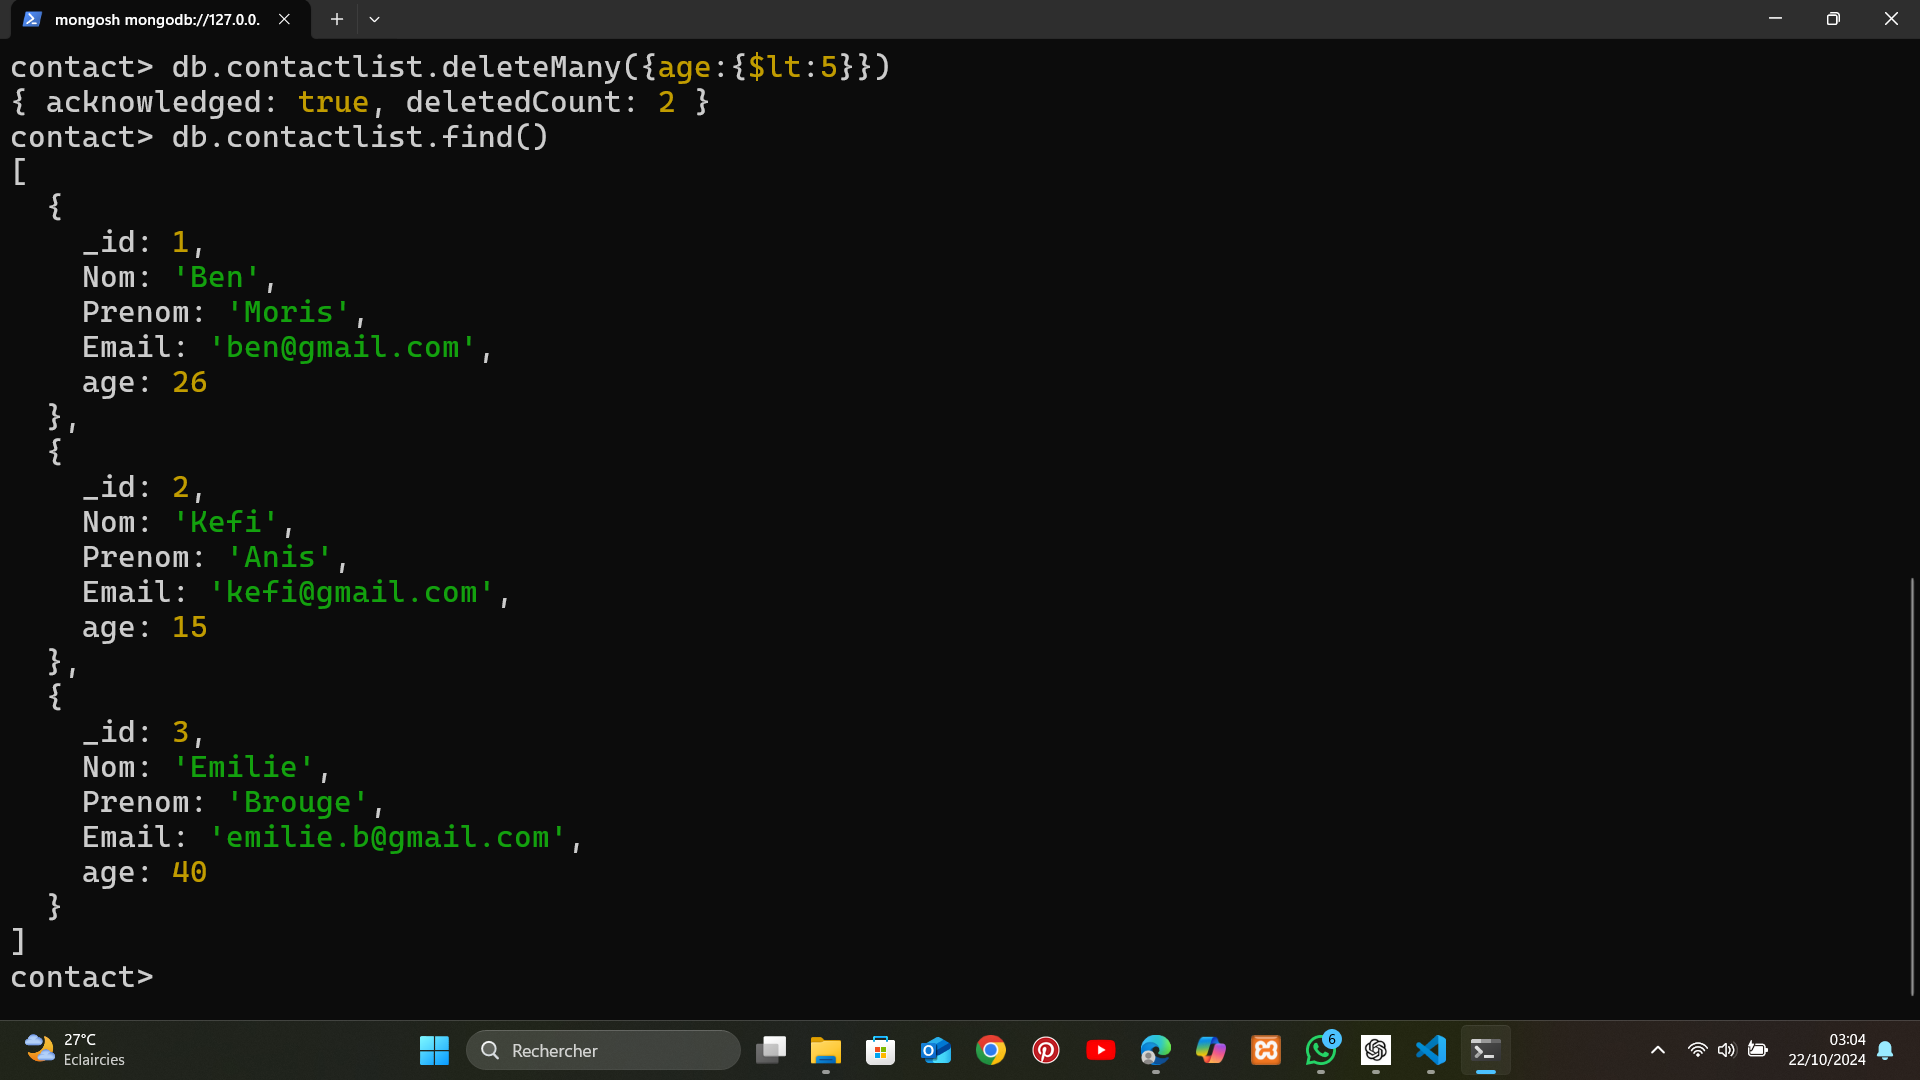 mongosh mongodb://127.0.0.
contact> db.contactlist.deleteMany({age:{$lt:5}})
{ acknowledged: true, deletedCount: 2 }
contact> db.contactlist.find()
[
  {
    _id: 1,
    Nom: 'Ben',
    Prenom: 'Moris',
    Email: 'ben@gmail.com',
    age: 26
  },
  {
    _id: 2,
    Nom: 'Kefi',
    Prenom: 'Anis',
    Email: 'kefi@gmail.com',
    age: 15
  },
  {
    _id: 3,
    Nom: 'Emilie',
    Prenom: 'Brouge',
    Email: 'emilie.b@gmail.com',
    age: 40
  }
]
contact>
27°C
Eclaircies
Rechercher
6
03:04
22/10/2024